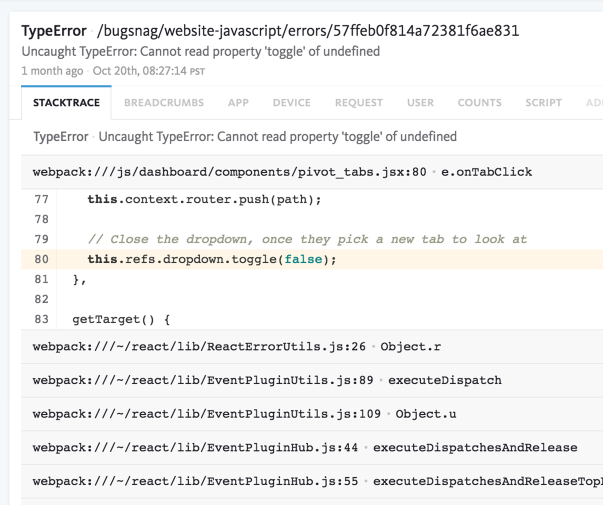 TypeError · /bugsnag/website-javascript/errors/57ffeb0f814a72381f6ae831
Uncaught TypeError: Cannot read property 'toggle' of undefined
1 month ago · Oct 20th, 08:27:14 PST
STACKTRACE BREADCRUMBS APP DEVICE REQUEST USER COUNTS SCRIPT AD
TypeError · Uncaught TypeError: Cannot read property 'toggle' of undefined
webpack:///js/dashboard/components/pivot_tabs.jsx:80 · e.onTabClick
77 this.context.router.push(path);
78
79 // Close the dropdown, once they pick a new tab to look at
80 this.refs.dropdown.toggle(false);
81 },
82
83 getTarget() {
webpack:///~/react/lib/ReactErrorUtils.js:26 · Object.r
webpack:///~/react/lib/EventPluginUtils.js:89 · executeDispatch
webpack:///~/react/lib/EventPluginUtils.js:109 · Object.u
webpack:///~/react/lib/EventPluginHub.js:44 · executeDispatchesAndRelease
webpack:///~/react/lib/EventPluginHub.js:55 · executeDispatchesAndReleaseTop